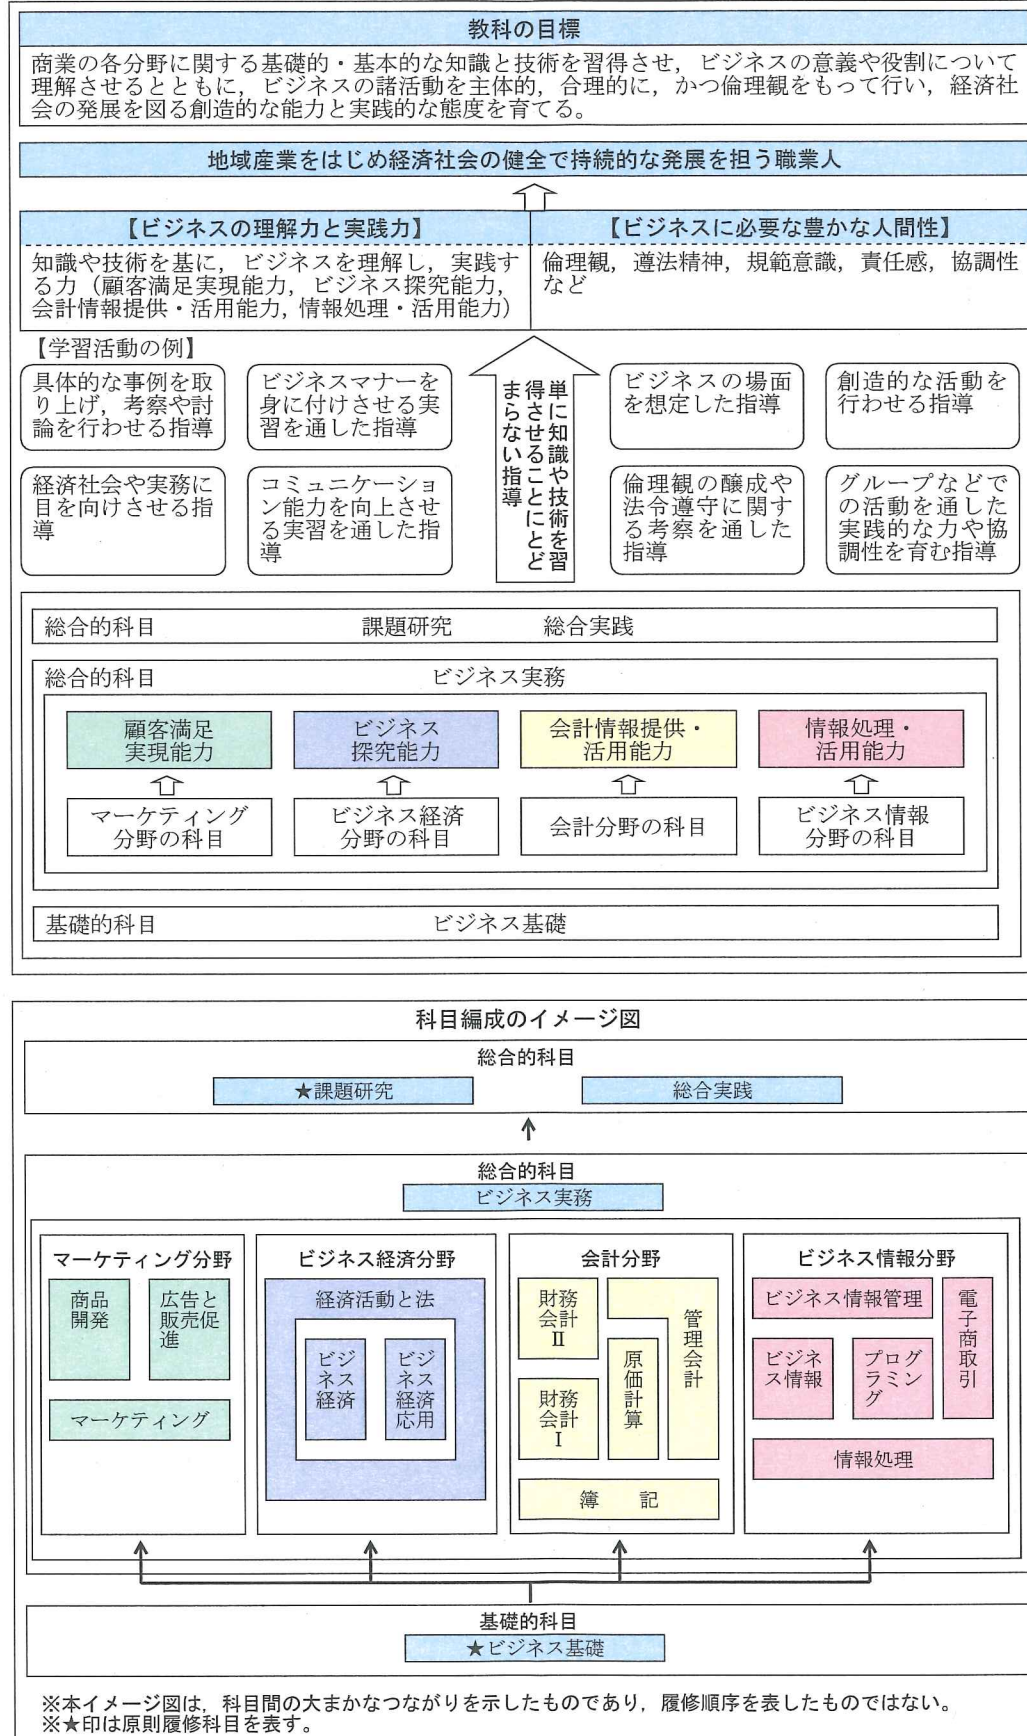 教科の目標
商業の各分野に関する基礎的・基本的な知識と技術を習得させ，ビジネスの意義や役割について
理解させるとともに，ビジネスの諸活動を主体的，合理的に，かつ倫理観をもって行い，経済社
会の発展を図る創造的な能力と実践的な態度を育てる。
地域産業をはじめ経済社会の健全で持続的な発展を担う職業人
【ビジネスの理解力と実践力】
知識や技術を基に，ビジネスを理解し，実践す
る力（顧客満足実現能力，ビジネス探究能力，
会計情報提供・活用能力，情報処理・活用能力）
【ビジネスに必要な豊かな人間性】
倫理観，遵法精神，規範意識，責任感，協調性
など
【学習活動の例】
具体的な事例を取
り上げ，考察や討
論を行わせる指導
ビジネスマナーを
身に付けさせる実
習を通した指導
経済社会や実務に
目を向けさせる指
導
コミュニケーショ
ン能力を向上させ
る実習を通した指
導
単に知識や技術を習
得させることにとど
まらない指導
ビジネスの場面
を想定した指導
創造的な活動を
行わせる指導
倫理観の醸成や
法令遵守に関す
る考察を通した
指導
グループなどで
の活動を通した
実践的な力や協
調性を育む指導
総合的科目 課題研究 総合実践
総合的科目 ビジネス実務
顧客満足
実現能力
ビジネス
探究能力
会計情報提供・
活用能力
情報処理・
活用能力
マーケティング
分野の科目
ビジネス経済
分野の科目
会計分野の科目
ビジネス情報
分野の科目
基礎的科目 ビジネス基礎
科目編成のイメージ図
総合的科目
★課題研究 総合実践
総合的科目
ビジネス実務
マーケティング分野
商品
開発
広告と
販売促
進
マーケティング
ビジネス経済分野
経済活動と法
ビジ
ネス
経済
ビジ
ネス
経済
応用
会計分野
財務
会計
Ⅱ
管理会計
原価計算
財務
会計
Ⅰ
簿 記
ビジネス情報分野
ビジネス情報管理
電子商取引
ビジネ
ス情報
プログ
ラミン
グ
情報処理
基礎的科目
★ビジネス基礎
※本イメージ図は，科目間の大まかなつながりを示したものであり，履修順序を表したものではない。
※★印は原則履修科目を表す。